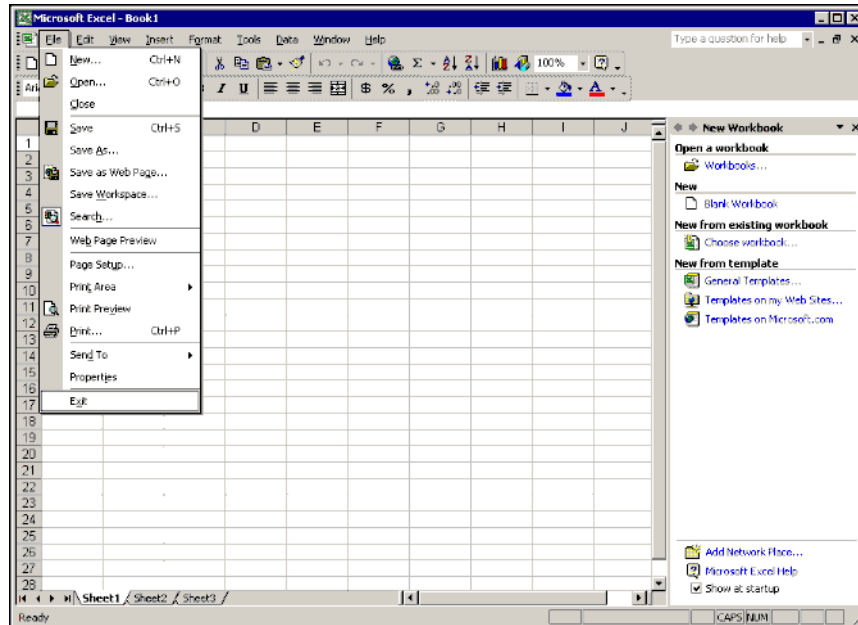 Microsoft Excel - Book1
File Edit View Insert Format Tools Data Window Help
Type a question for help
100%
Ari
I U $ % ,
New... Ctrl+N
Open... Ctrl+O
Close
Save Ctrl+S
Save As...
Save as Web Page...
Save Workspace...
Search...
Web Page Preview
Page Setup...
Print Area
Print Preview
Print... Ctrl+P
Send To
Properties
Exit
D E F G H I J
1
2
3
4
5
6
7
8
9
10
11
12
13
14
15
16
17
18
19
20
21
22
23
24
25
26
27
28
New Workbook
Open a workbook
Workbooks...
New
Blank Workbook
New from existing workbook
Choose workbook...
New from template
General Templates...
Templates on my Web Sites...
Templates on Microsoft.com
Add Network Place...
Microsoft Excel Help
Show at startup
Sheet1 Sheet2 Sheet3
Ready
CAPS NUM